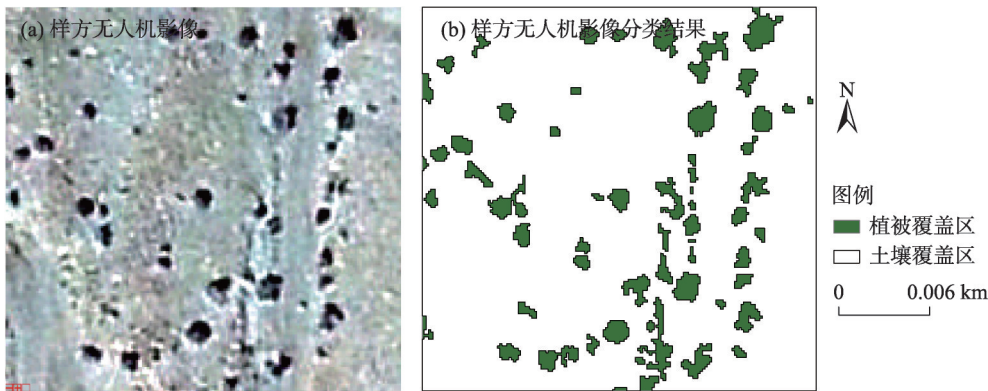 (a) 样方无人机影像
(b) 样方无人机影像分类结果
N
图例
植被覆盖区
土壤覆盖区
0 0.006 km